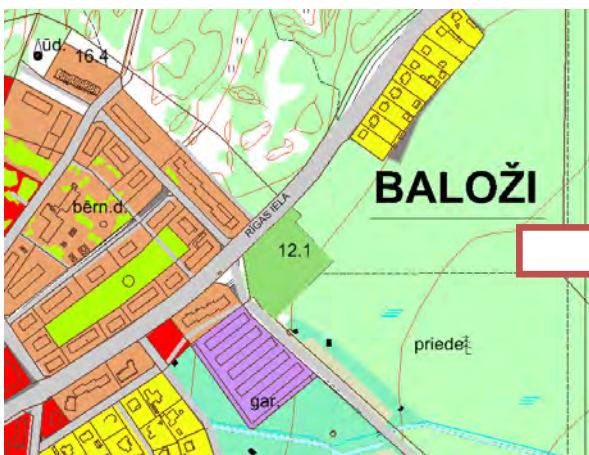 ūd.
16.4
BALOŽI
bērn.d.
RĪGAS IELA
12.1
priede
gar.